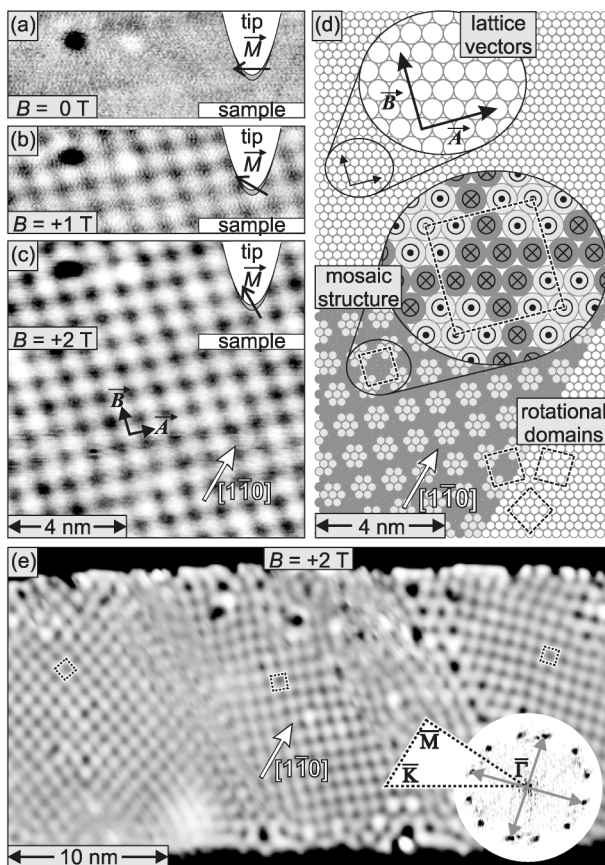 (a)
tip
M
B = 0 T
sample
(b)
tip
M
B = +1 T
sample
(c)
tip
M
B = +2 T
sample
B
A
[11̄0]
4 nm
(d)
lattice
vectors
B
A
mosaic
structure
rotational
domains
[11̄0]
4 nm
(e)
B = +2 T
[11̄0]
M̄
K̄
Γ̄
10 nm